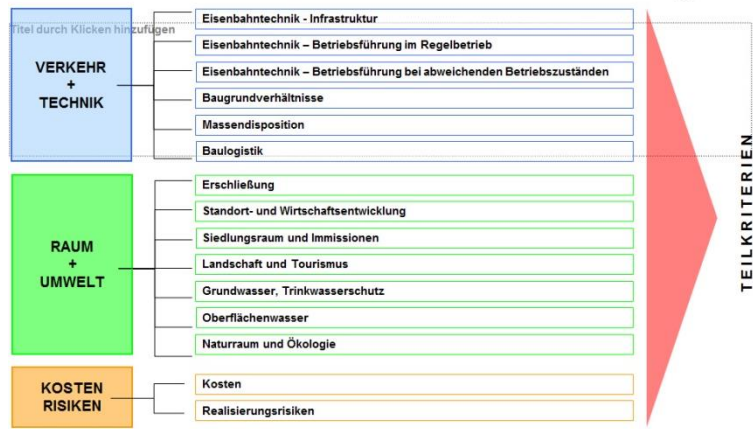 Titel durch Klicken hinzufügen
VERKEHR
+
TECHNIK
Eisenbahntechnik - Infrastruktur
Eisenbahntechnik – Betriebsführung im Regelbetrieb
Eisenbahntechnik – Betriebsführung bei abweichenden Betriebszuständen
Baugrundverhältnisse
Massendisposition
Baulogistik
RAUM
+
UMWELT
Erschließung
Standort- und Wirtschaftsentwicklung
Siedlungsraum und Immissionen
Landschaft und Tourismus
Grundwasser, Trinkwasserschutz
Oberflächenwasser
Naturraum und Ökologie
KOSTEN
RISIKEN
Kosten
Realisierungsrisiken
TEILKRITERIEN